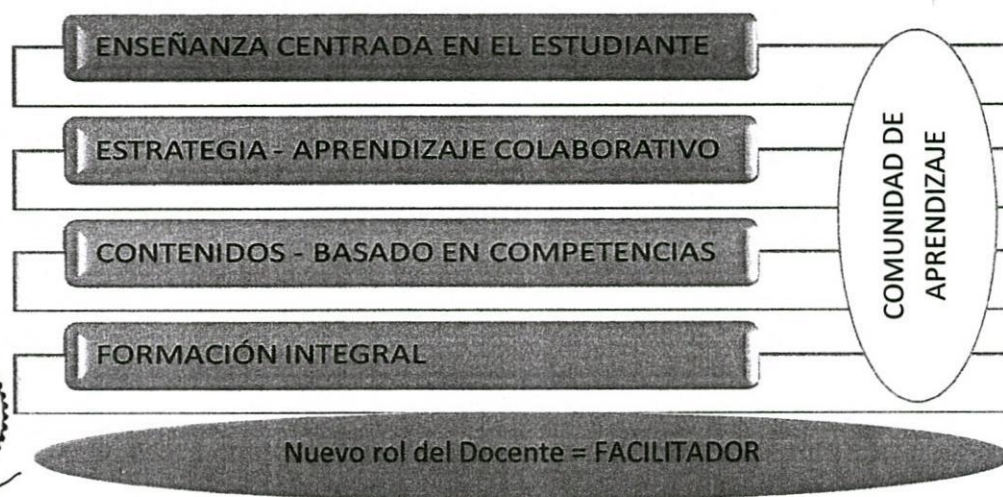 ENSEÑANZA CENTRADA EN EL ESTUDIANTE
ESTRATEGIA - APRENDIZAJE COLABORATIVO
CONTENIDOS - BASADO EN COMPETENCIAS
FORMACIÓN INTEGRAL
COMUNIDAD DE
APRENDIZAJE
Nuevo rol del Docente = FACILITADOR